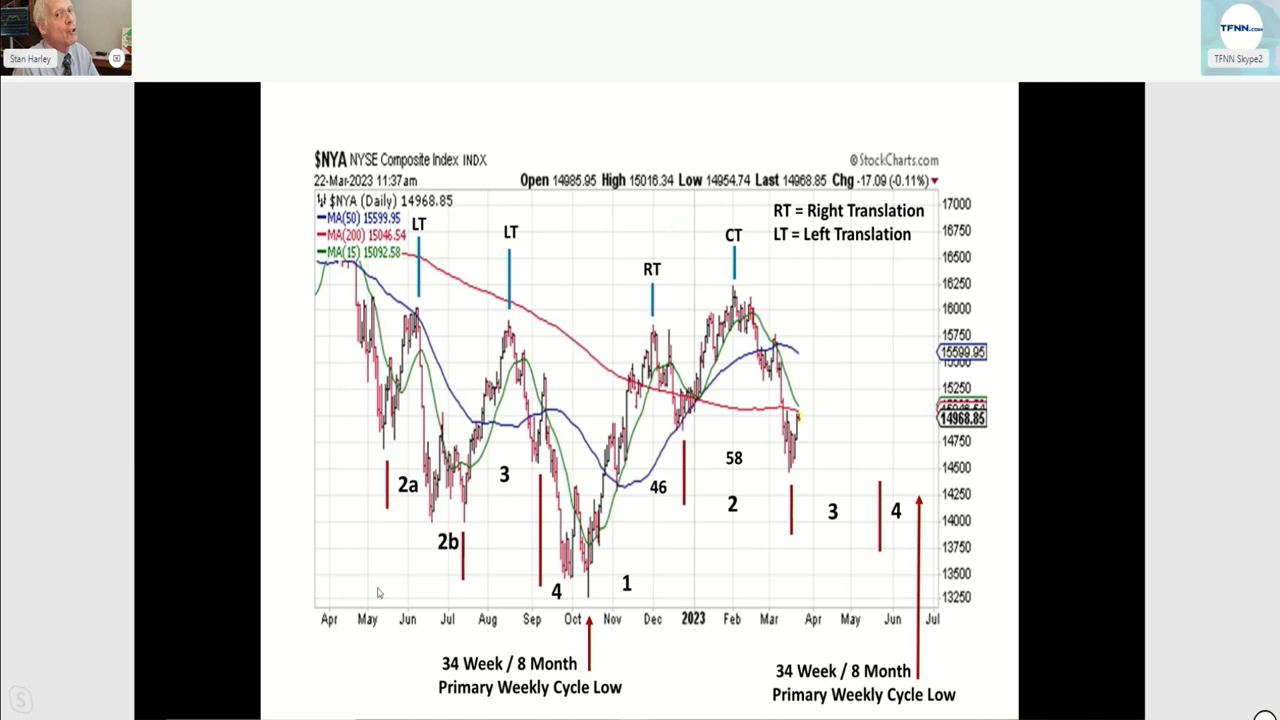 Stan Harley
TFNN.COM
TFNN Skype2
$NYA NYSE Composite Index INDX
©StockCharts.com
22-Mar-2023 11:37am
Open 14985.95 High 15016.34 Low 14954.74 Last 14968.85 Chg -17.09 (-0.11%)
$NYA (Daily) 14968.85
MA(50) 15599.95
MA(200) 15046.54
MA(15) 15092.58
RT = Right Translation
LT = Left Translation
LT
LT
RT
CT
17000
16750
16500
16250
16000
15750
15599.95
15250
14968.85
14750
14500
14250
14000
13750
13500
13250
2a
3
46
58
2
3
4
2b
4
1
Apr May Jun Jul Aug Sep Oct Nov Dec 2023 Feb Mar Apr May Jun Jul
34 Week / 8 Month
Primary Weekly Cycle Low
34 Week / 8 Month
Primary Weekly Cycle Low